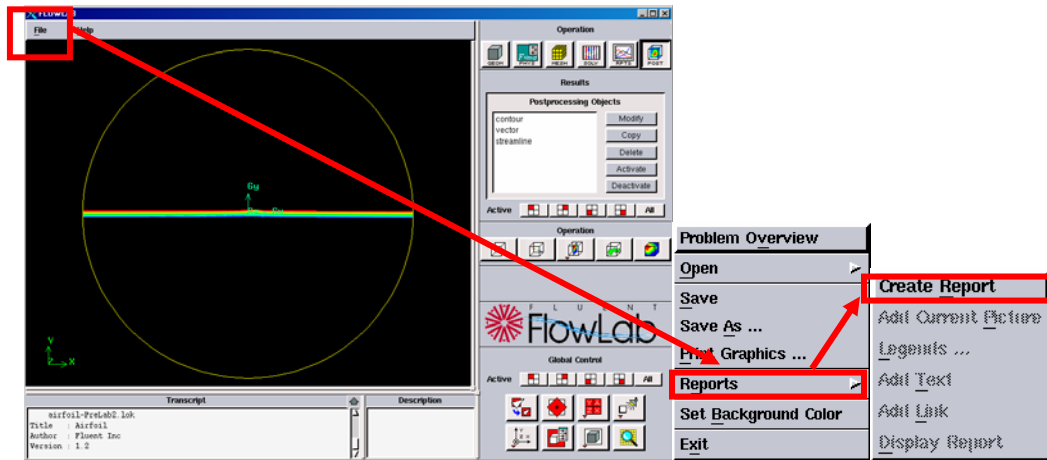 FLOWLAB
File Help
Operation
GEOM PHYS MESH SOLV RPTS POST
Results
Postprocessing Objects
contour
vector
streamline
Modify
Copy
Delete
Activate
Deactivate
Active All
Operation
FLUENT
FlowLab
Global Control
Active All
Gy
Gx
y
z x
Transcript
Description
airfoil-PreLab2.lok
Title : Airfoil
Author : Fluent Inc
Version : 1.2
Problem Overview
Open
Save
Save As ...
Print Graphics ...
Reports
Set Background Color
Exit
Create Report
Add Current Picture
Legends ...
Add Text
Add Link
Display Report